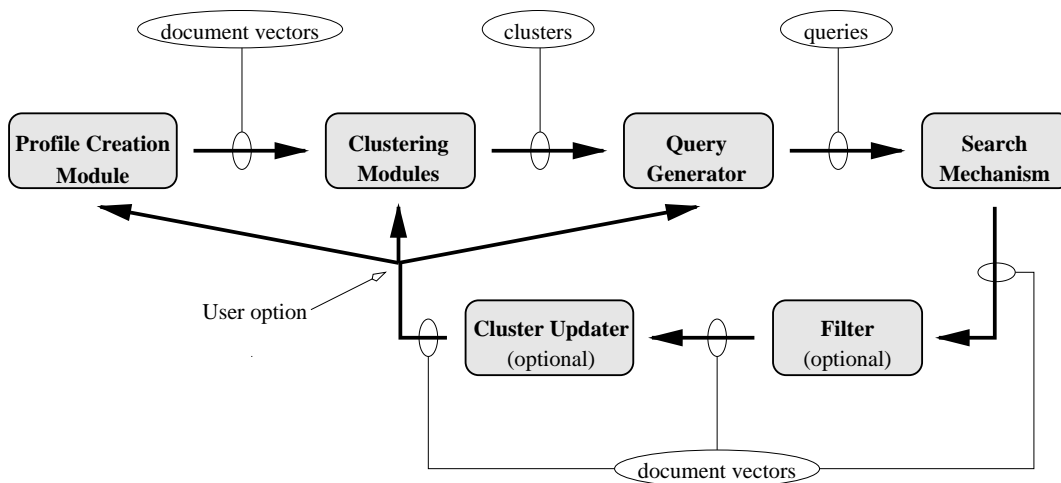 document vectors
clusters
queries
Profile Creation
Module
Clustering
Modules
Query
Generator
Search
Mechanism
User option
Cluster Updater
(optional)
Filter
(optional)
document vectors